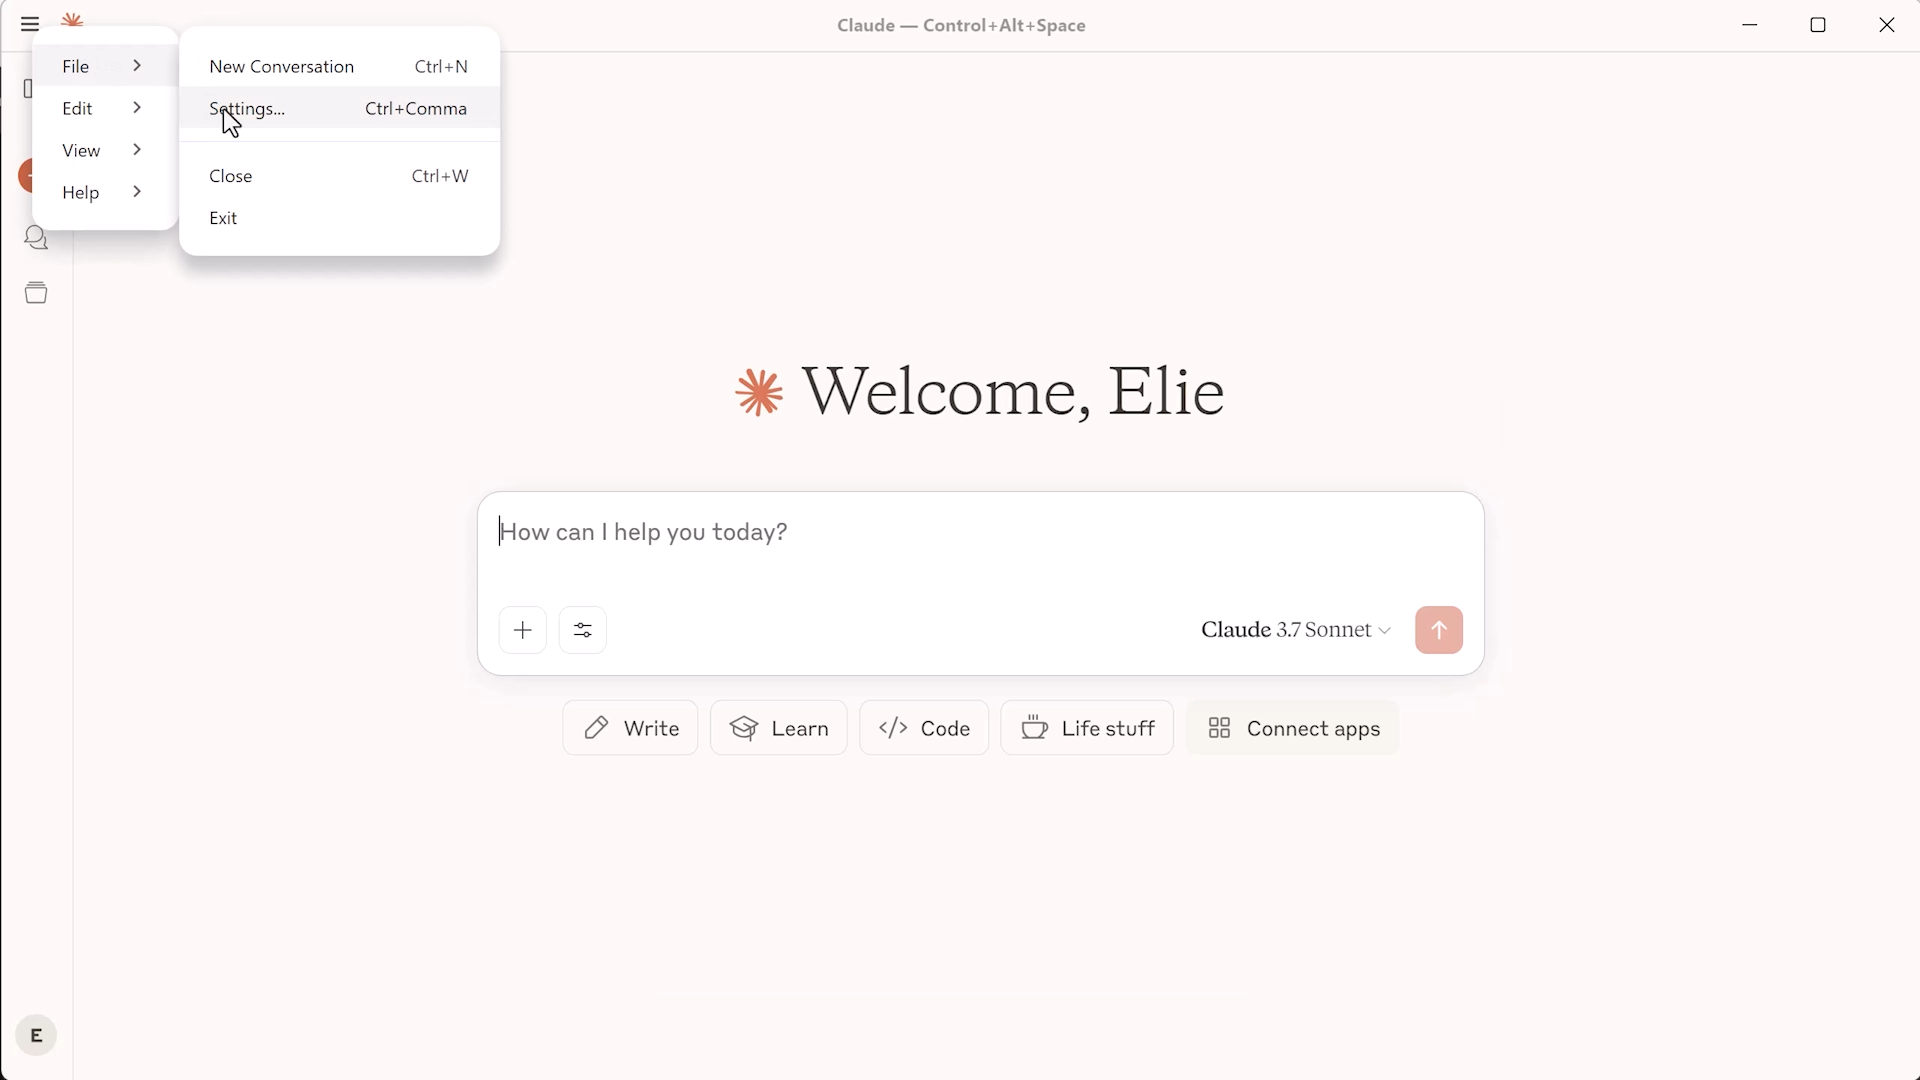 Claude — Control+Alt+Space
File
Edit
View
Help
New Conversation Ctrl+N
Settings... Ctrl+Comma
Close Ctrl+W
Exit
Welcome, Elie
How can I help you today?
Claude 3.7 Sonnet
Write
Learn
Code
Life stuff
Connect apps
E